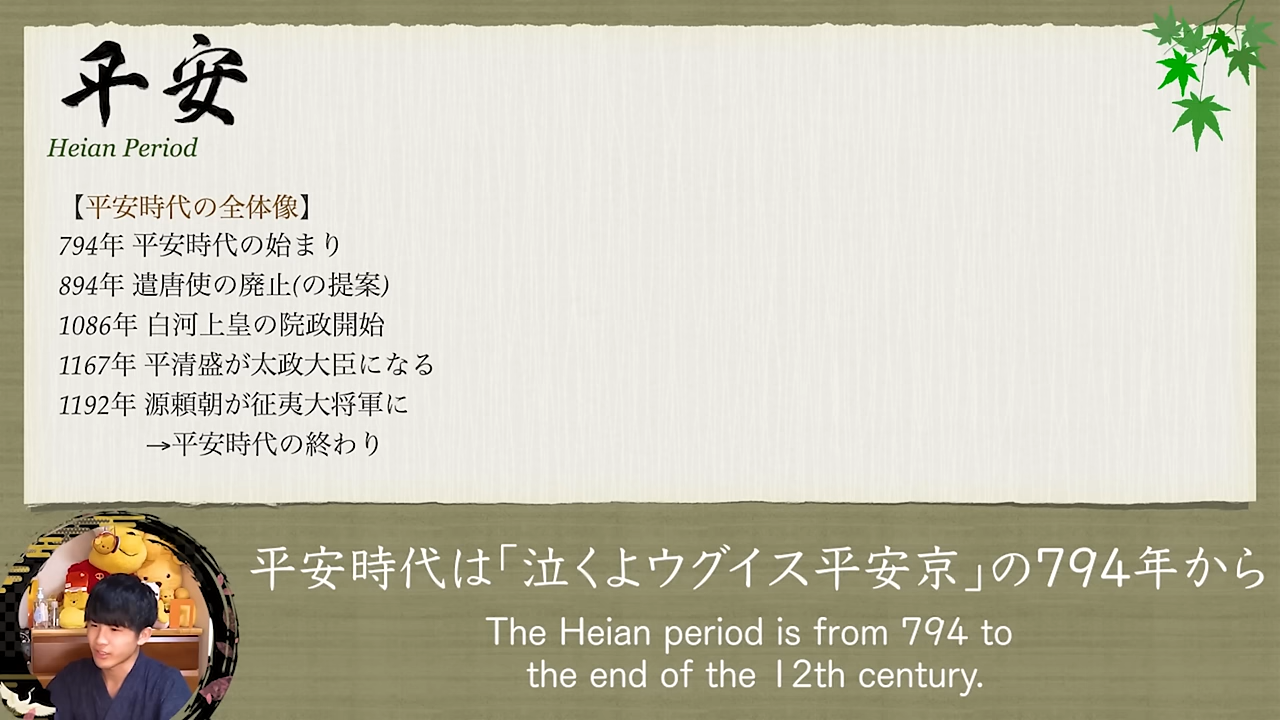 平安
Heian Period
【平安時代の全体像】
794年 平安時代の始まり
894年 遣唐使の廃止(の提案)
1086年 白河上皇の院政開始
1167年 平清盛が太政大臣になる
1192年 源頼朝が征夷大将軍に
→平安時代の終わり
平安時代は「泣くよウグイス平安京」の794年から
The Heian period is from 794 to
the end of the 12th century.